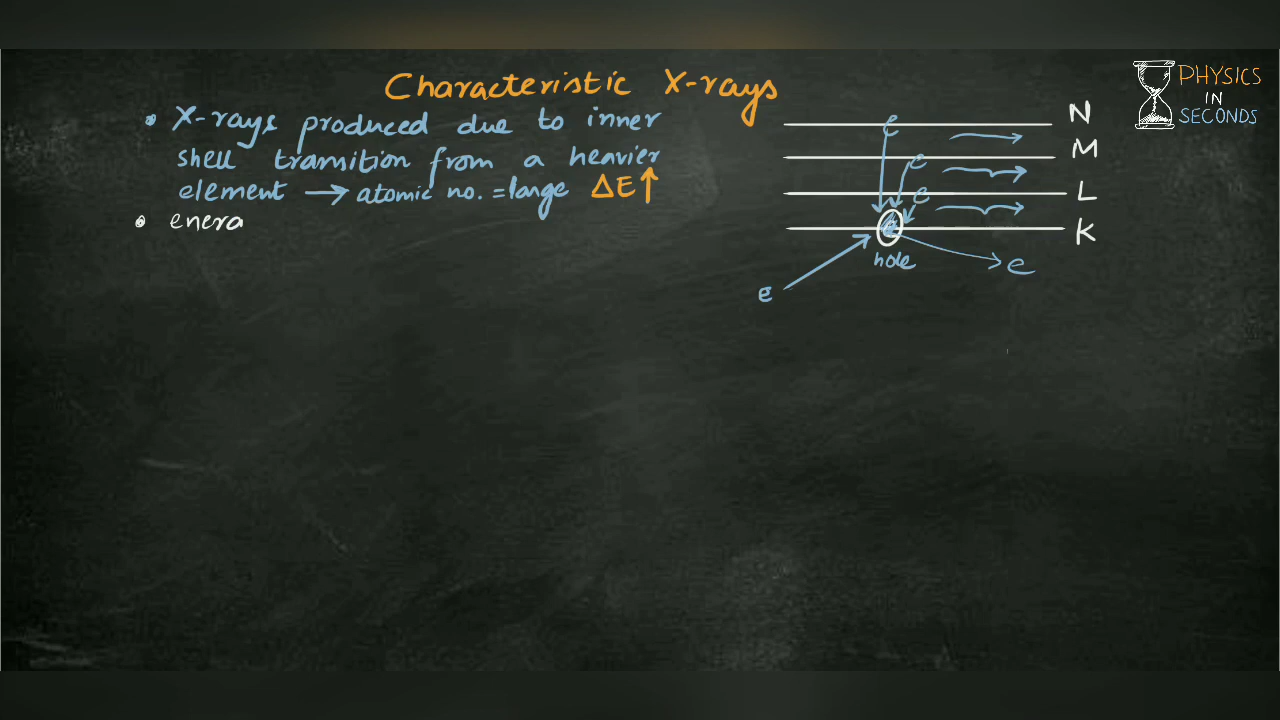 Characteristic X-rays
• X-rays produced due to inner
shell transition from a heavier
element → atomic no. = large ΔE↑
• enera
N
M
L
K
e
e
e
hole
e
e
PHYSICS
IN
SECONDS